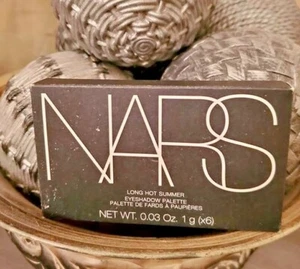 NARS
LONG HOT SUMMER
EYESHADOW PALETTE
PALETTE DE FARDS À PAUPIÈRES
NET WT. 0.03 Oz. 1 g (x6)